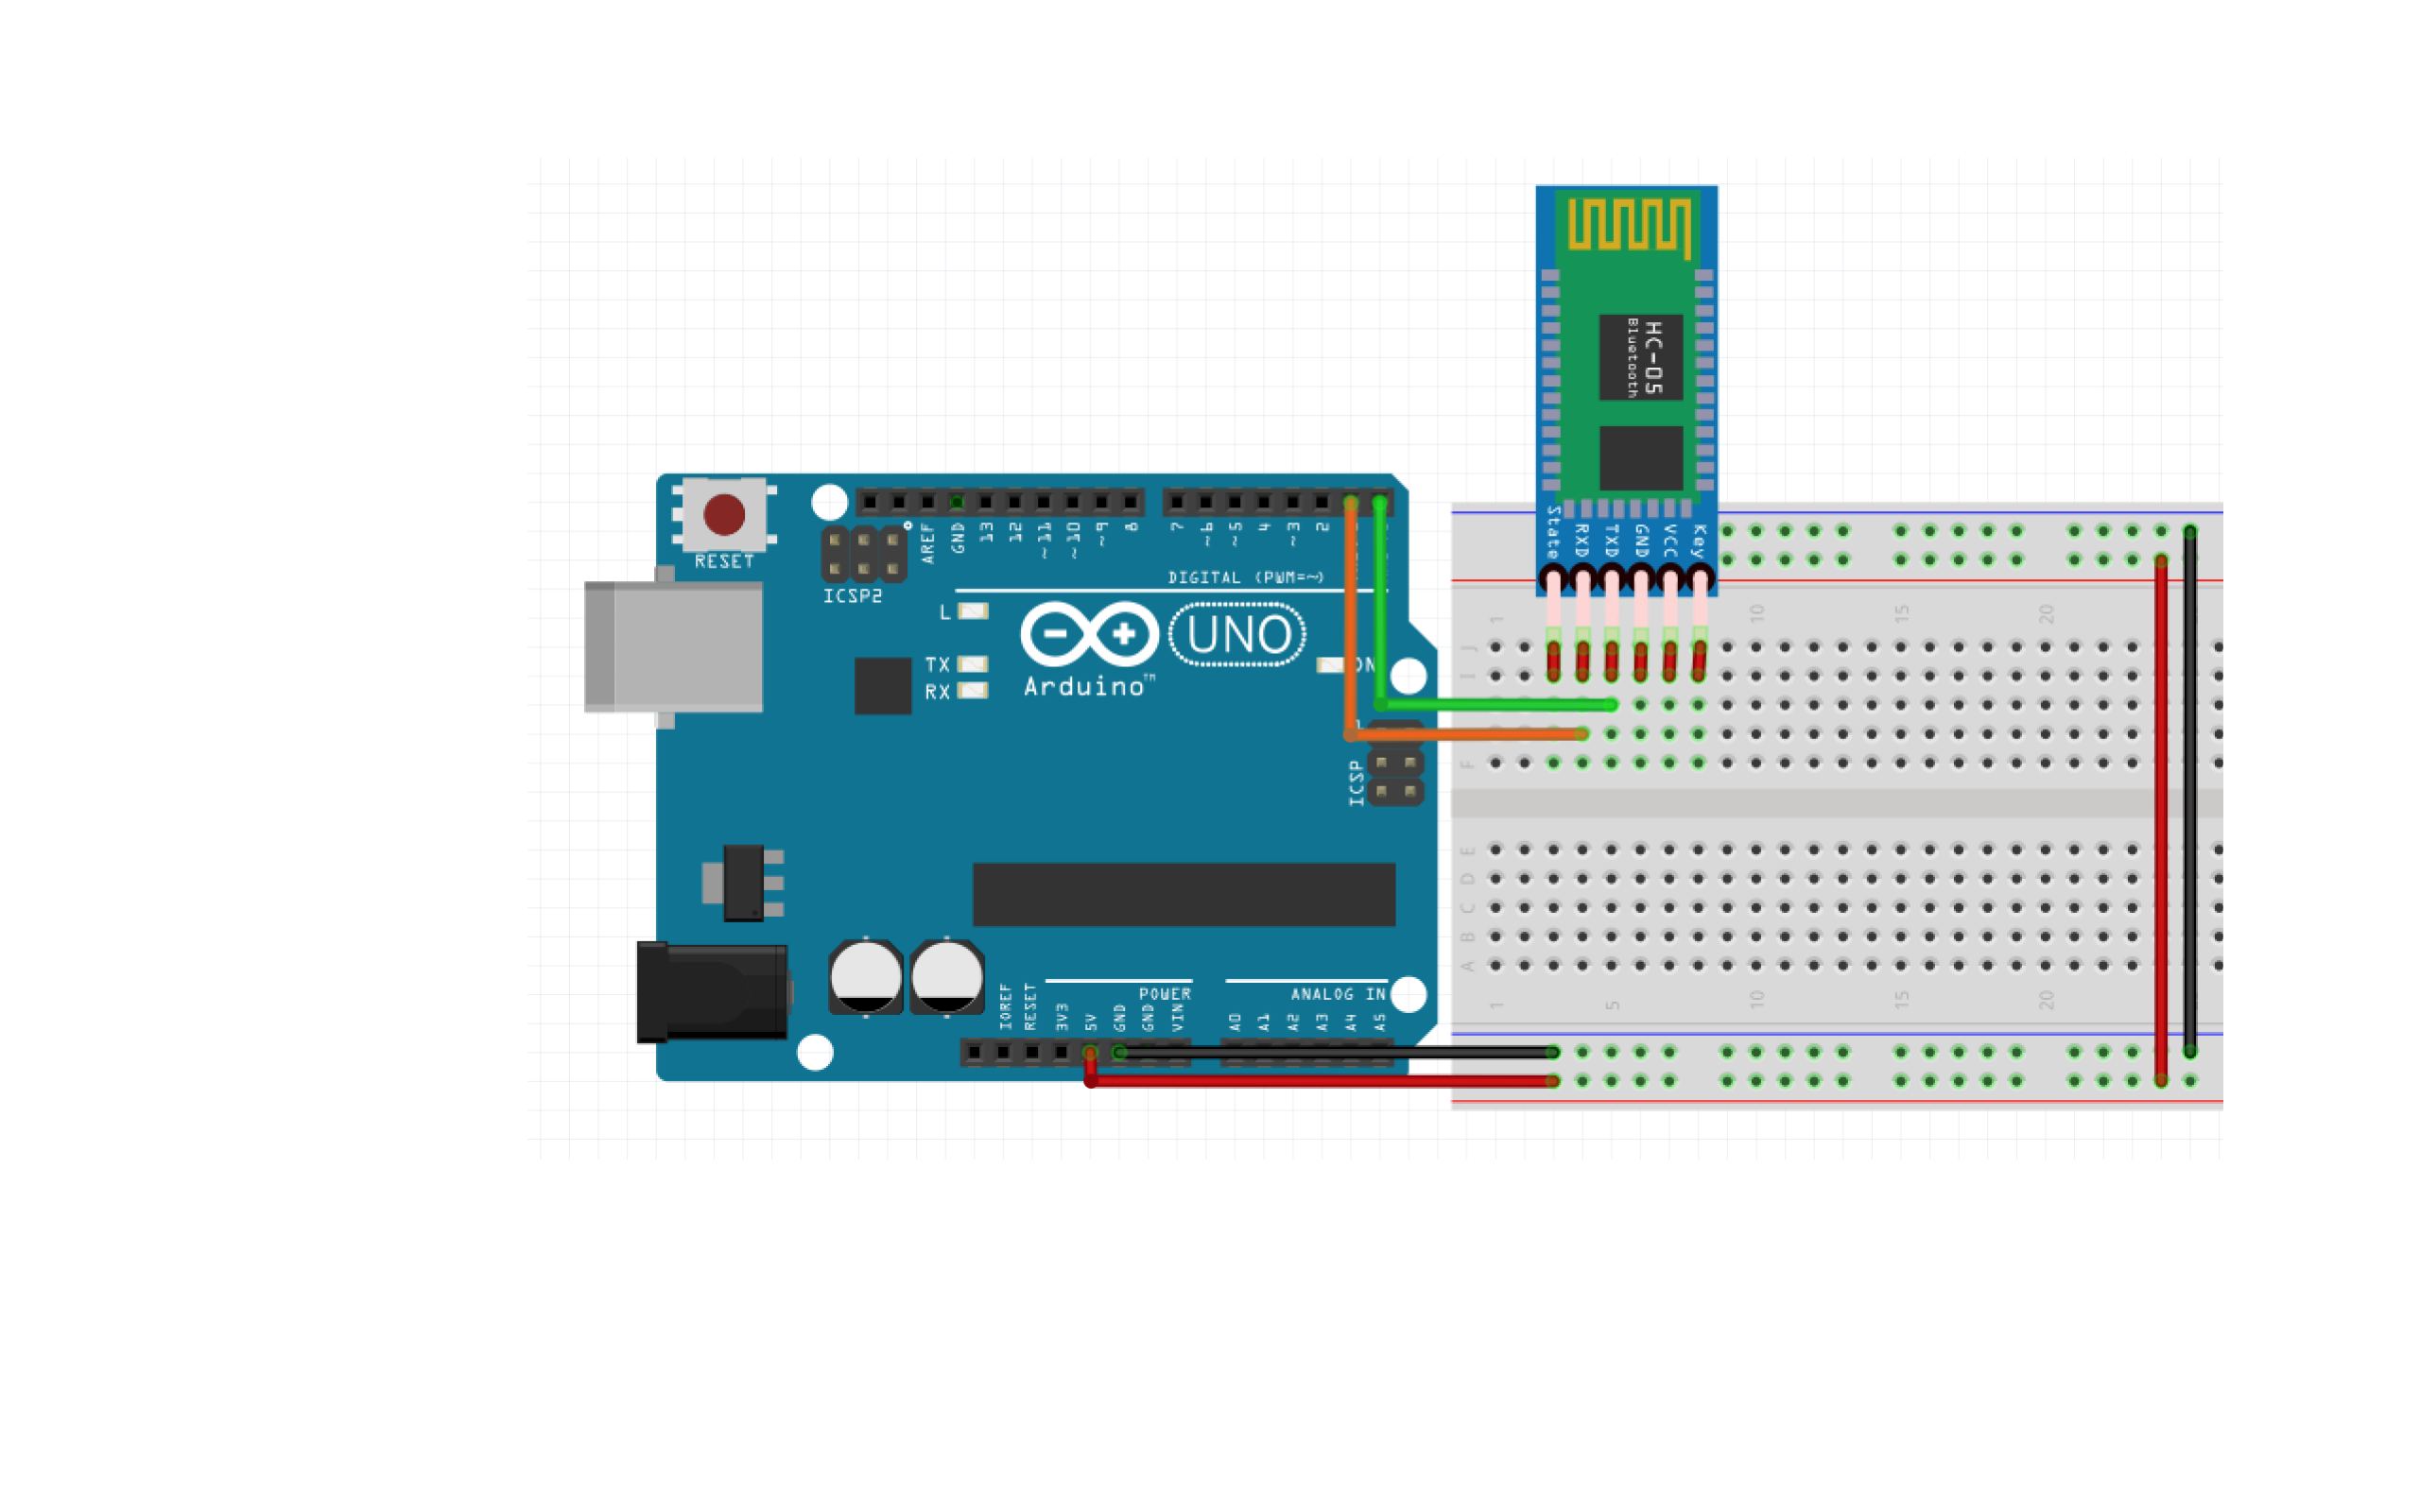 HC-05
Bluetooth
State RXD TXD GND VCC Key
RESET
ICSP2
AREF GND 13 12 ~11 ~10 ~9 8 7 ~6 ~5 4 ~3 2
DIGITAL (PWM=~)
L
TX
RX
UNO
Arduino™
ON
1
ICSP
IOREF RESET 3V3 5V GND GND VIN
POWER
A0 A1 A2 A3 A4 A5
ANALOG IN
1 10 15 20
J
I
F
E
D
C
B
A
1 5 10 15 20